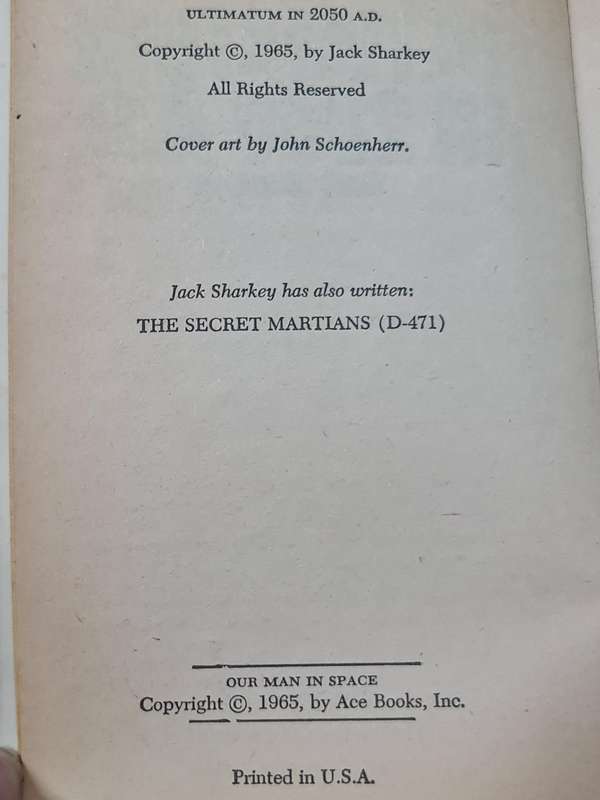 ULTIMATUM IN 2050 A.D.
Copyright ©, 1965, by Jack Sharkey
All Rights Reserved
Cover art by John Schoenherr.
Jack Sharkey has also written:
THE SECRET MARTIANS (D-471)
OUR MAN IN SPACE
Copyright ©, 1965, by Ace Books, Inc.
Printed in U.S.A.